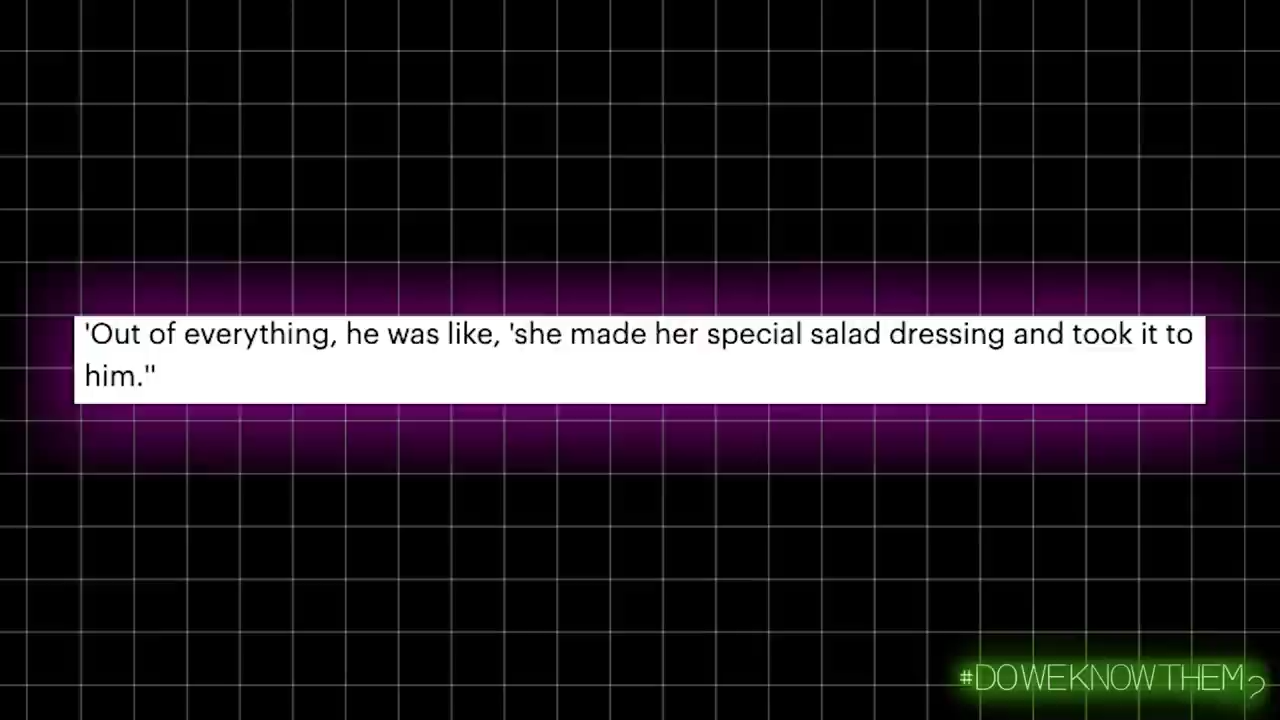 'Out of everything, he was like, 'she made her special salad dressing and took it to
him."
#DOWEKNOWTHEM?